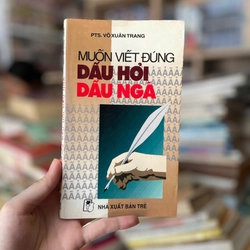 PTS. VÕ XUÂN TRANG
MUỐN VIẾT ĐÚNG
DẤU HỎI
DẤU NGÃ
NHÀ XUẤT BẢN TRẺ